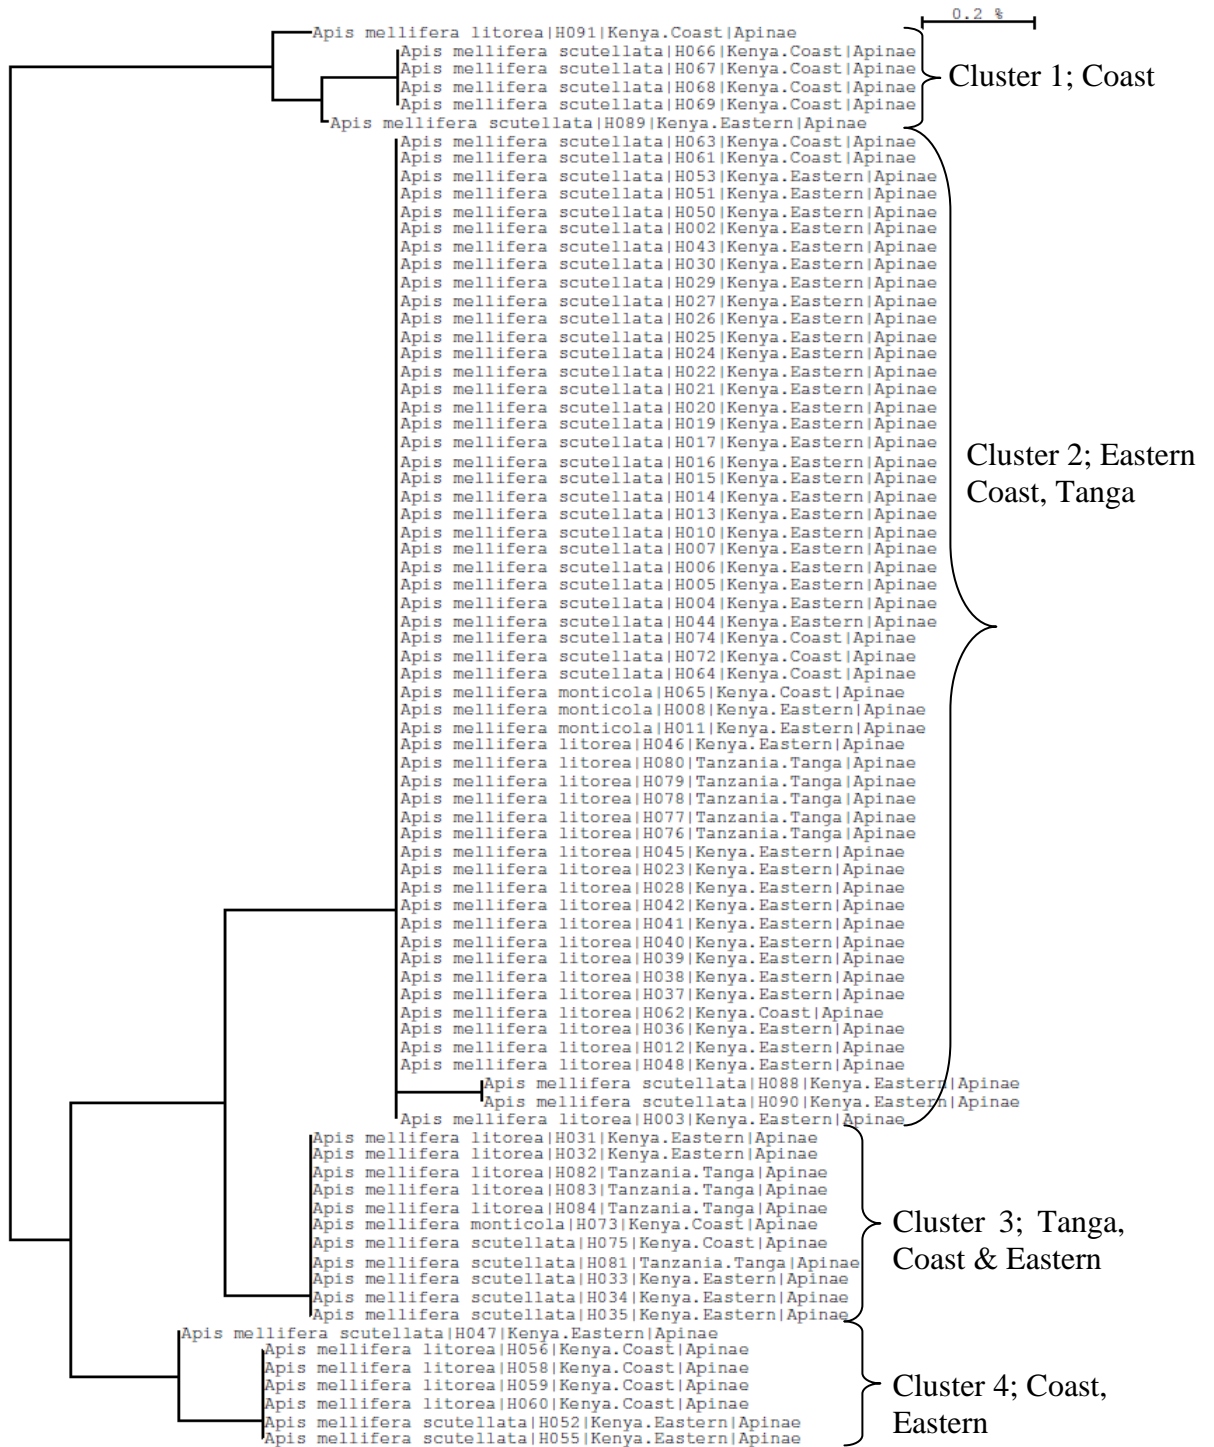 0.2 %
Apis mellifera litorea|H091|Kenya.Coast|Apinae
Apis mellifera scutellata|H066|Kenya.Coast|Apinae
Apis mellifera scutellata|H067|Kenya.Coast|Apinae
Apis mellifera scutellata|H068|Kenya.Coast|Apinae
Apis mellifera scutellata|H069|Kenya.Coast|Apinae
Apis mellifera scutellata|H089|Kenya.Eastern|Apinae
Cluster 1; Coast
Apis mellifera scutellata|H063|Kenya.Coast|Apinae
Apis mellifera scutellata|H061|Kenya.Coast|Apinae
Apis mellifera scutellata|H053|Kenya.Eastern|Apinae
Apis mellifera scutellata|H051|Kenya.Eastern|Apinae
Apis mellifera scutellata|H050|Kenya.Eastern|Apinae
Apis mellifera scutellata|H002|Kenya.Eastern|Apinae
Apis mellifera scutellata|H043|Kenya.Eastern|Apinae
Apis mellifera scutellata|H030|Kenya.Eastern|Apinae
Apis mellifera scutellata|H029|Kenya.Eastern|Apinae
Apis mellifera scutellata|H027|Kenya.Eastern|Apinae
Apis mellifera scutellata|H026|Kenya.Eastern|Apinae
Apis mellifera scutellata|H025|Kenya.Eastern|Apinae
Apis mellifera scutellata|H024|Kenya.Eastern|Apinae
Apis mellifera scutellata|H022|Kenya.Eastern|Apinae
Apis mellifera scutellata|H021|Kenya.Eastern|Apinae
Apis mellifera scutellata|H020|Kenya.Eastern|Apinae
Apis mellifera scutellata|H019|Kenya.Eastern|Apinae
Apis mellifera scutellata|H017|Kenya.Eastern|Apinae
Apis mellifera scutellata|H016|Kenya.Eastern|Apinae
Apis mellifera scutellata|H015|Kenya.Eastern|Apinae
Apis mellifera scutellata|H014|Kenya.Eastern|Apinae
Apis mellifera scutellata|H013|Kenya.Eastern|Apinae
Apis mellifera scutellata|H010|Kenya.Eastern|Apinae
Apis mellifera scutellata|H007|Kenya.Eastern|Apinae
Apis mellifera scutellata|H006|Kenya.Eastern|Apinae
Apis mellifera scutellata|H005|Kenya.Eastern|Apinae
Apis mellifera scutellata|H004|Kenya.Eastern|Apinae
Apis mellifera scutellata|H044|Kenya.Eastern|Apinae
Apis mellifera scutellata|H074|Kenya.Coast|Apinae
Apis mellifera scutellata|H072|Kenya.Coast|Apinae
Apis mellifera scutellata|H064|Kenya.Coast|Apinae
Apis mellifera monticola|H065|Kenya.Coast|Apinae
Apis mellifera monticola|H008|Kenya.Eastern|Apinae
Apis mellifera monticola|H011|Kenya.Eastern|Apinae
Apis mellifera litorea|H046|Kenya.Eastern|Apinae
Apis mellifera litorea|H080|Tanzania.Tanga|Apinae
Apis mellifera litorea|H079|Tanzania.Tanga|Apinae
Apis mellifera litorea|H078|Tanzania.Tanga|Apinae
Apis mellifera litorea|H077|Tanzania.Tanga|Apinae
Apis mellifera litorea|H076|Tanzania.Tanga|Apinae
Apis mellifera litorea|H045|Kenya.Eastern|Apinae
Apis mellifera litorea|H023|Kenya.Eastern|Apinae
Apis mellifera litorea|H028|Kenya.Eastern|Apinae
Apis mellifera litorea|H042|Kenya.Eastern|Apinae
Apis mellifera litorea|H041|Kenya.Eastern|Apinae
Apis mellifera litorea|H040|Kenya.Eastern|Apinae
Apis mellifera litorea|H039|Kenya.Eastern|Apinae
Apis mellifera litorea|H038|Kenya.Eastern|Apinae
Apis mellifera litorea|H037|Kenya.Eastern|Apinae
Apis mellifera litorea|H062|Kenya.Coast|Apinae
Apis mellifera litorea|H036|Kenya.Eastern|Apinae
Apis mellifera litorea|H012|Kenya.Eastern|Apinae
Apis mellifera litorea|H048|Kenya.Eastern|Apinae
Apis mellifera scutellata|H088|Kenya.Eastern|Apinae
Apis mellifera scutellata|H090|Kenya.Eastern|Apinae
Apis mellifera litorea|H003|Kenya.Eastern|Apinae
Cluster 2; Eastern
Coast, Tanga
Apis mellifera litorea|H031|Kenya.Eastern|Apinae
Apis mellifera litorea|H032|Kenya.Eastern|Apinae
Apis mellifera litorea|H082|Tanzania.Tanga|Apinae
Apis mellifera litorea|H083|Tanzania.Tanga|Apinae
Apis mellifera litorea|H084|Tanzania.Tanga|Apinae
Apis mellifera monticola|H073|Kenya.Coast|Apinae
Apis mellifera scutellata|H075|Kenya.Coast|Apinae
Apis mellifera scutellata|H081|Tanzania.Tanga|Apinae
Apis mellifera scutellata|H033|Kenya.Eastern|Apinae
Apis mellifera scutellata|H034|Kenya.Eastern|Apinae
Apis mellifera scutellata|H035|Kenya.Eastern|Apinae
Cluster 3; Tanga,
Coast & Eastern
Apis mellifera scutellata|H047|Kenya.Eastern|Apinae
Apis mellifera litorea|H056|Kenya.Coast|Apinae
Apis mellifera litorea|H058|Kenya.Coast|Apinae
Apis mellifera litorea|H059|Kenya.Coast|Apinae
Apis mellifera litorea|H060|Kenya.Coast|Apinae
Apis mellifera scutellata|H052|Kenya.Eastern|Apinae
Apis mellifera scutellata|H055|Kenya.Eastern|Apinae
Cluster 4; Coast,
Eastern